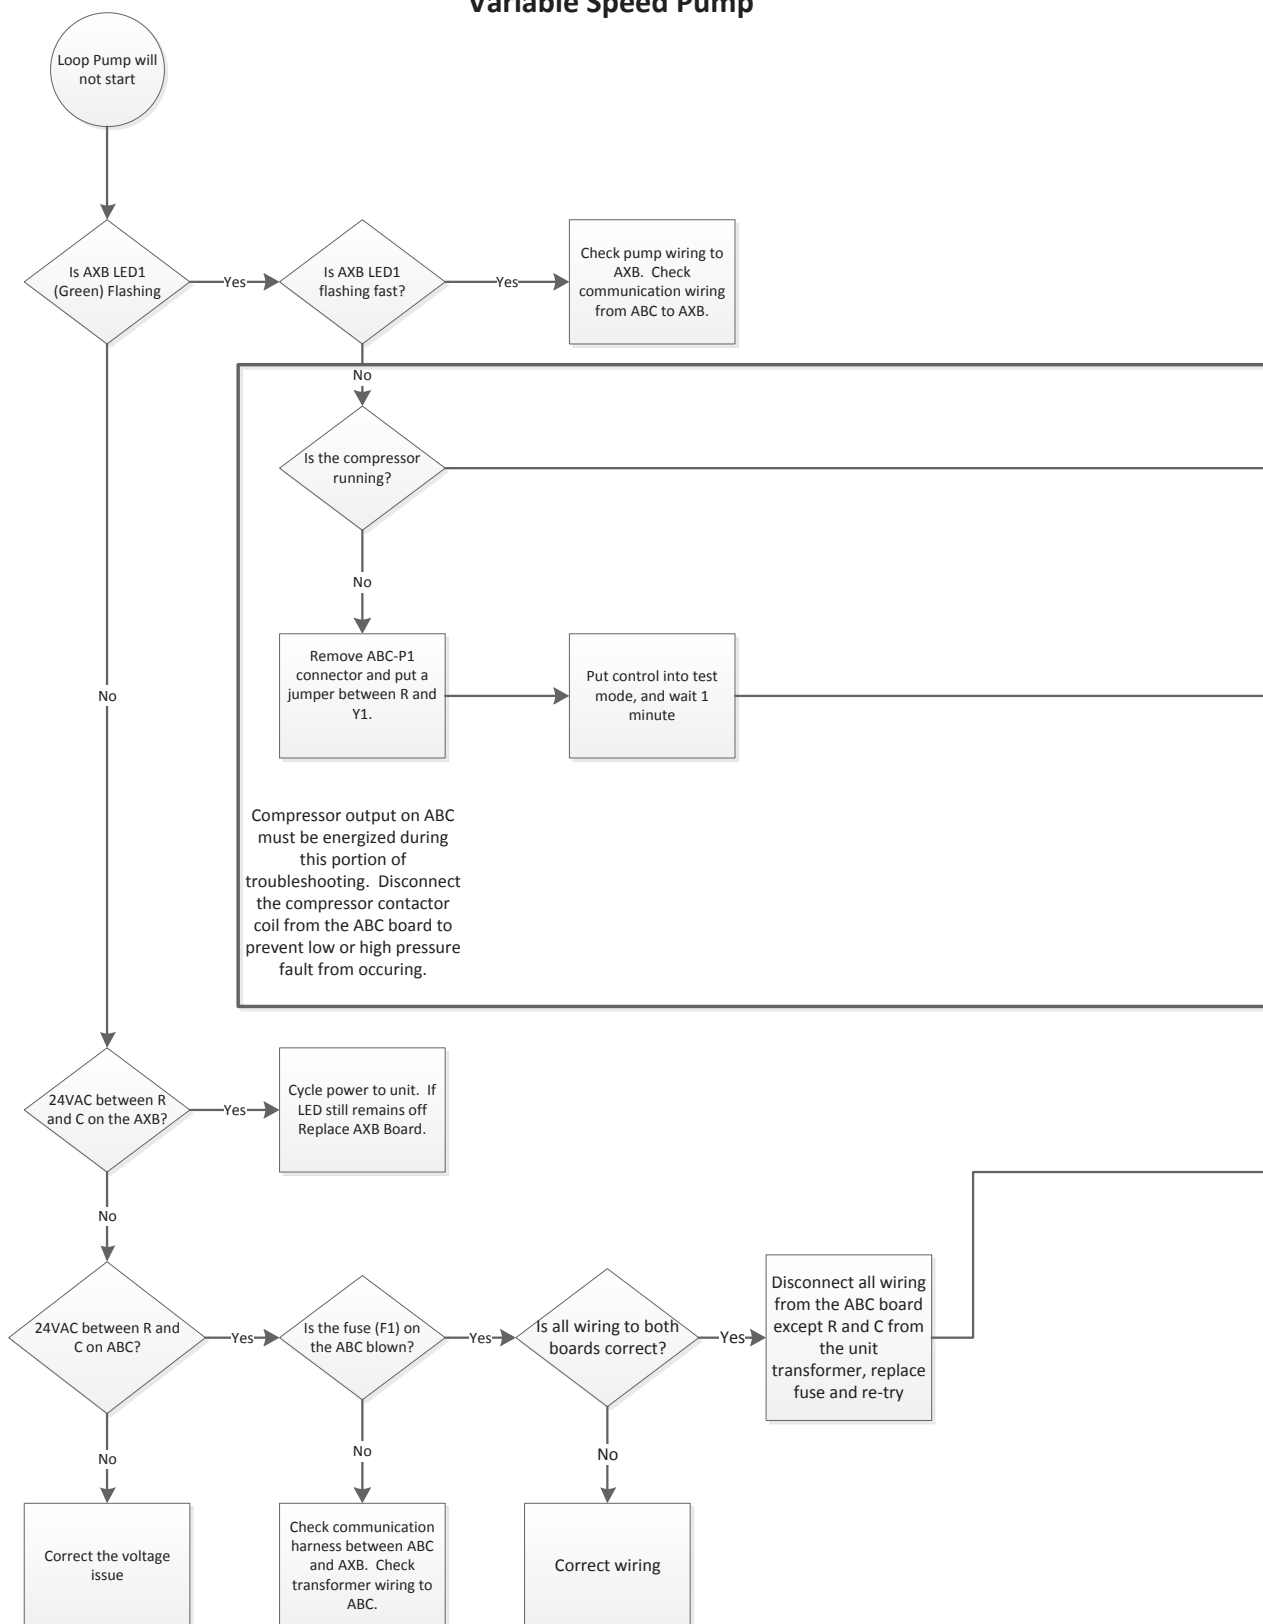 Variable Speed Pump
Loop Pump will
not start
Is AXB LED1
(Green) Flashing
Yes
Is AXB LED1
flashing fast?
Yes
Check pump wiring to
AXB. Check
communication wiring
from ABC to AXB.
No
Is the compressor
running?
No
Remove ABC-P1
connector and put a
jumper between R and
Y1.
Put control into test
mode, and wait 1
minute
No
Compressor output on ABC
must be energized during
this portion of
troubleshooting. Disconnect
the compressor contactor
coil from the ABC board to
prevent low or high pressure
fault from occuring.
24VAC between R
and C on the AXB?
Yes
Cycle power to unit. If
LED still remains off
Replace AXB Board.
No
24VAC between R and
C on ABC?
Yes
Is the fuse (F1) on
the ABC blown?
Yes
Is all wiring to both
boards correct?
Yes
Disconnect all wiring
from the ABC board
except R and C from
the unit
transformer, replace
fuse and re-try
No
No
No
Correct the voltage
issue
Check communication
harness between ABC
and AXB. Check
transformer wiring to
ABC.
Correct wiring